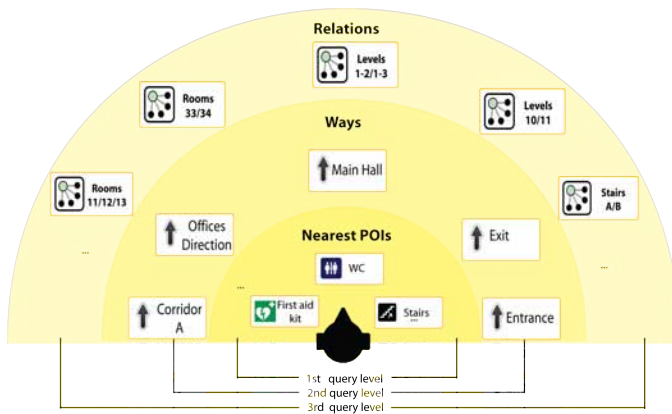 Relations
Levels
1-2/1-3
Rooms
33/34
Levels
10/11
Ways
Main Hall
Rooms
11/12/13
Stairs
A/B
Offices
Direction
Exit
...
...
Nearest POIs
WC
...
Corridor
A
First aid
kit
Stairs
...
Entrance
1st query level
2nd query level
3rd query level